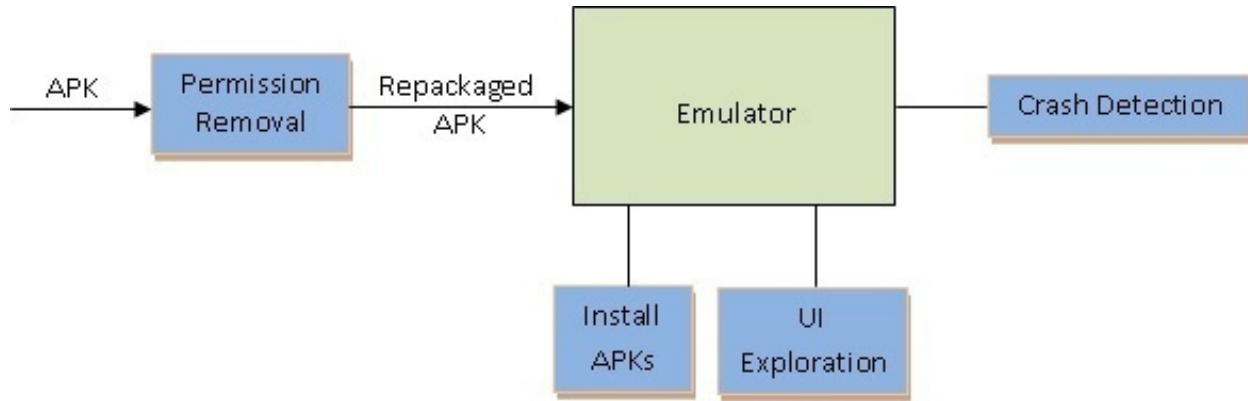 APK
Permission
Removal
Repackaged
APK
Emulator
Crash Detection
Install
APKs
UI
Exploration